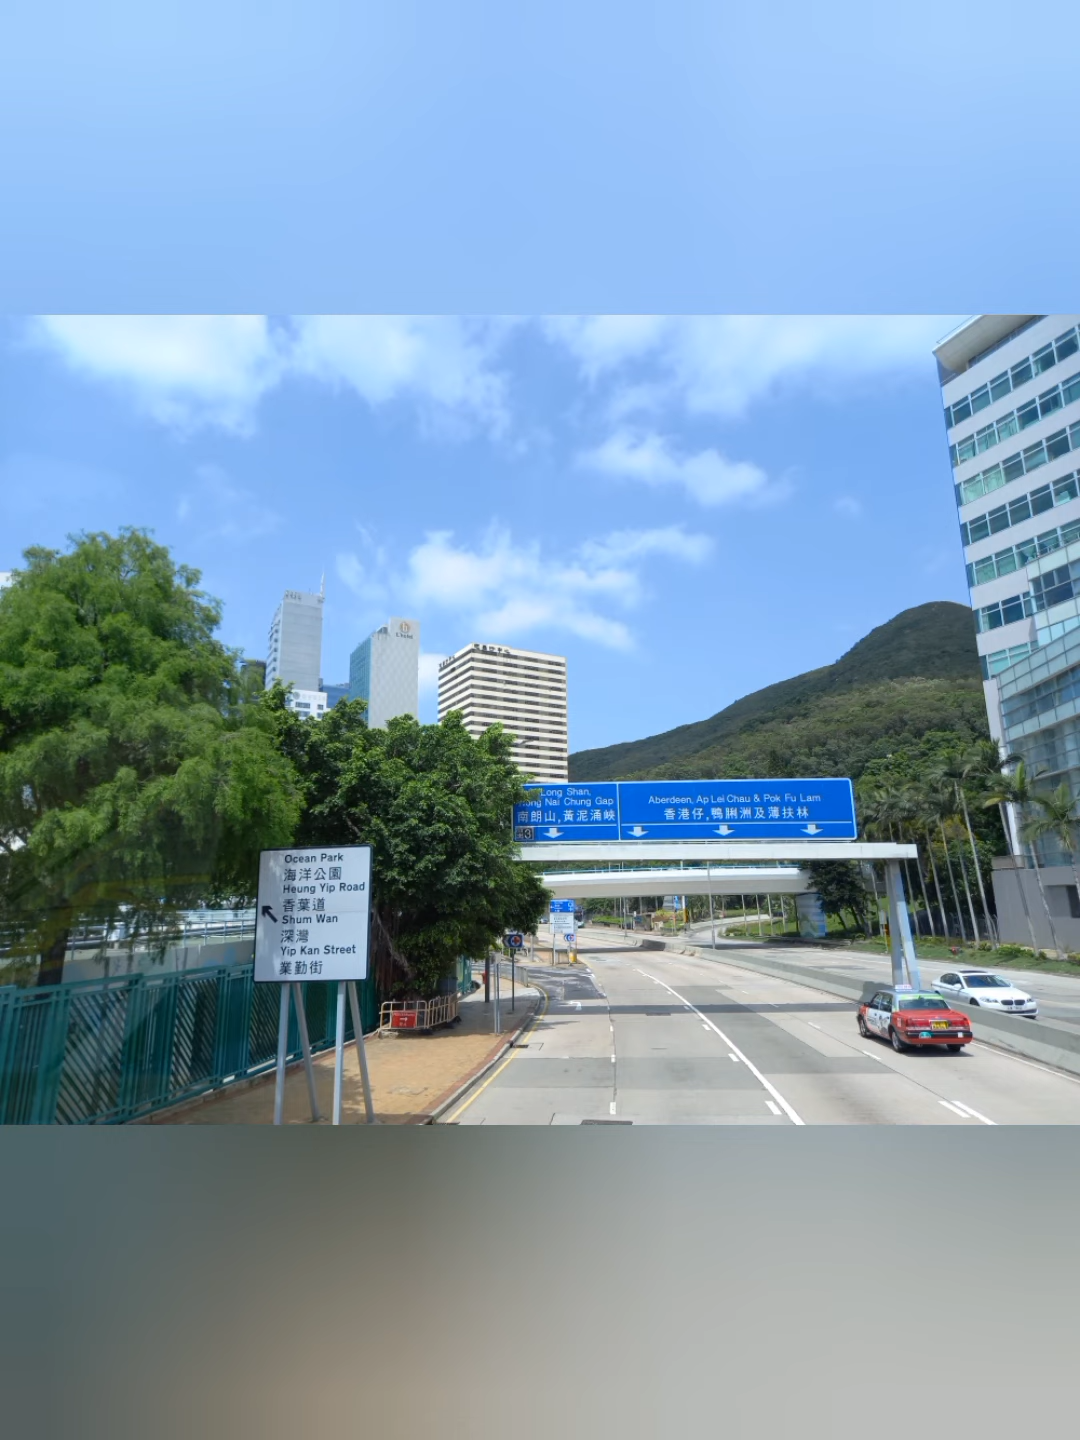 Long Shan,
Nai Chung Gap
南朗山,黃泥涌峽
Aberdeen, Ap Lei Chau & Pok Fu Lam
香港仔,鴨脷洲及薄扶林
3
Ocean Park
海洋公園
Heung Yip Road
香葉道
Shum Wan
深灣
Yip Kan Street
業勤街